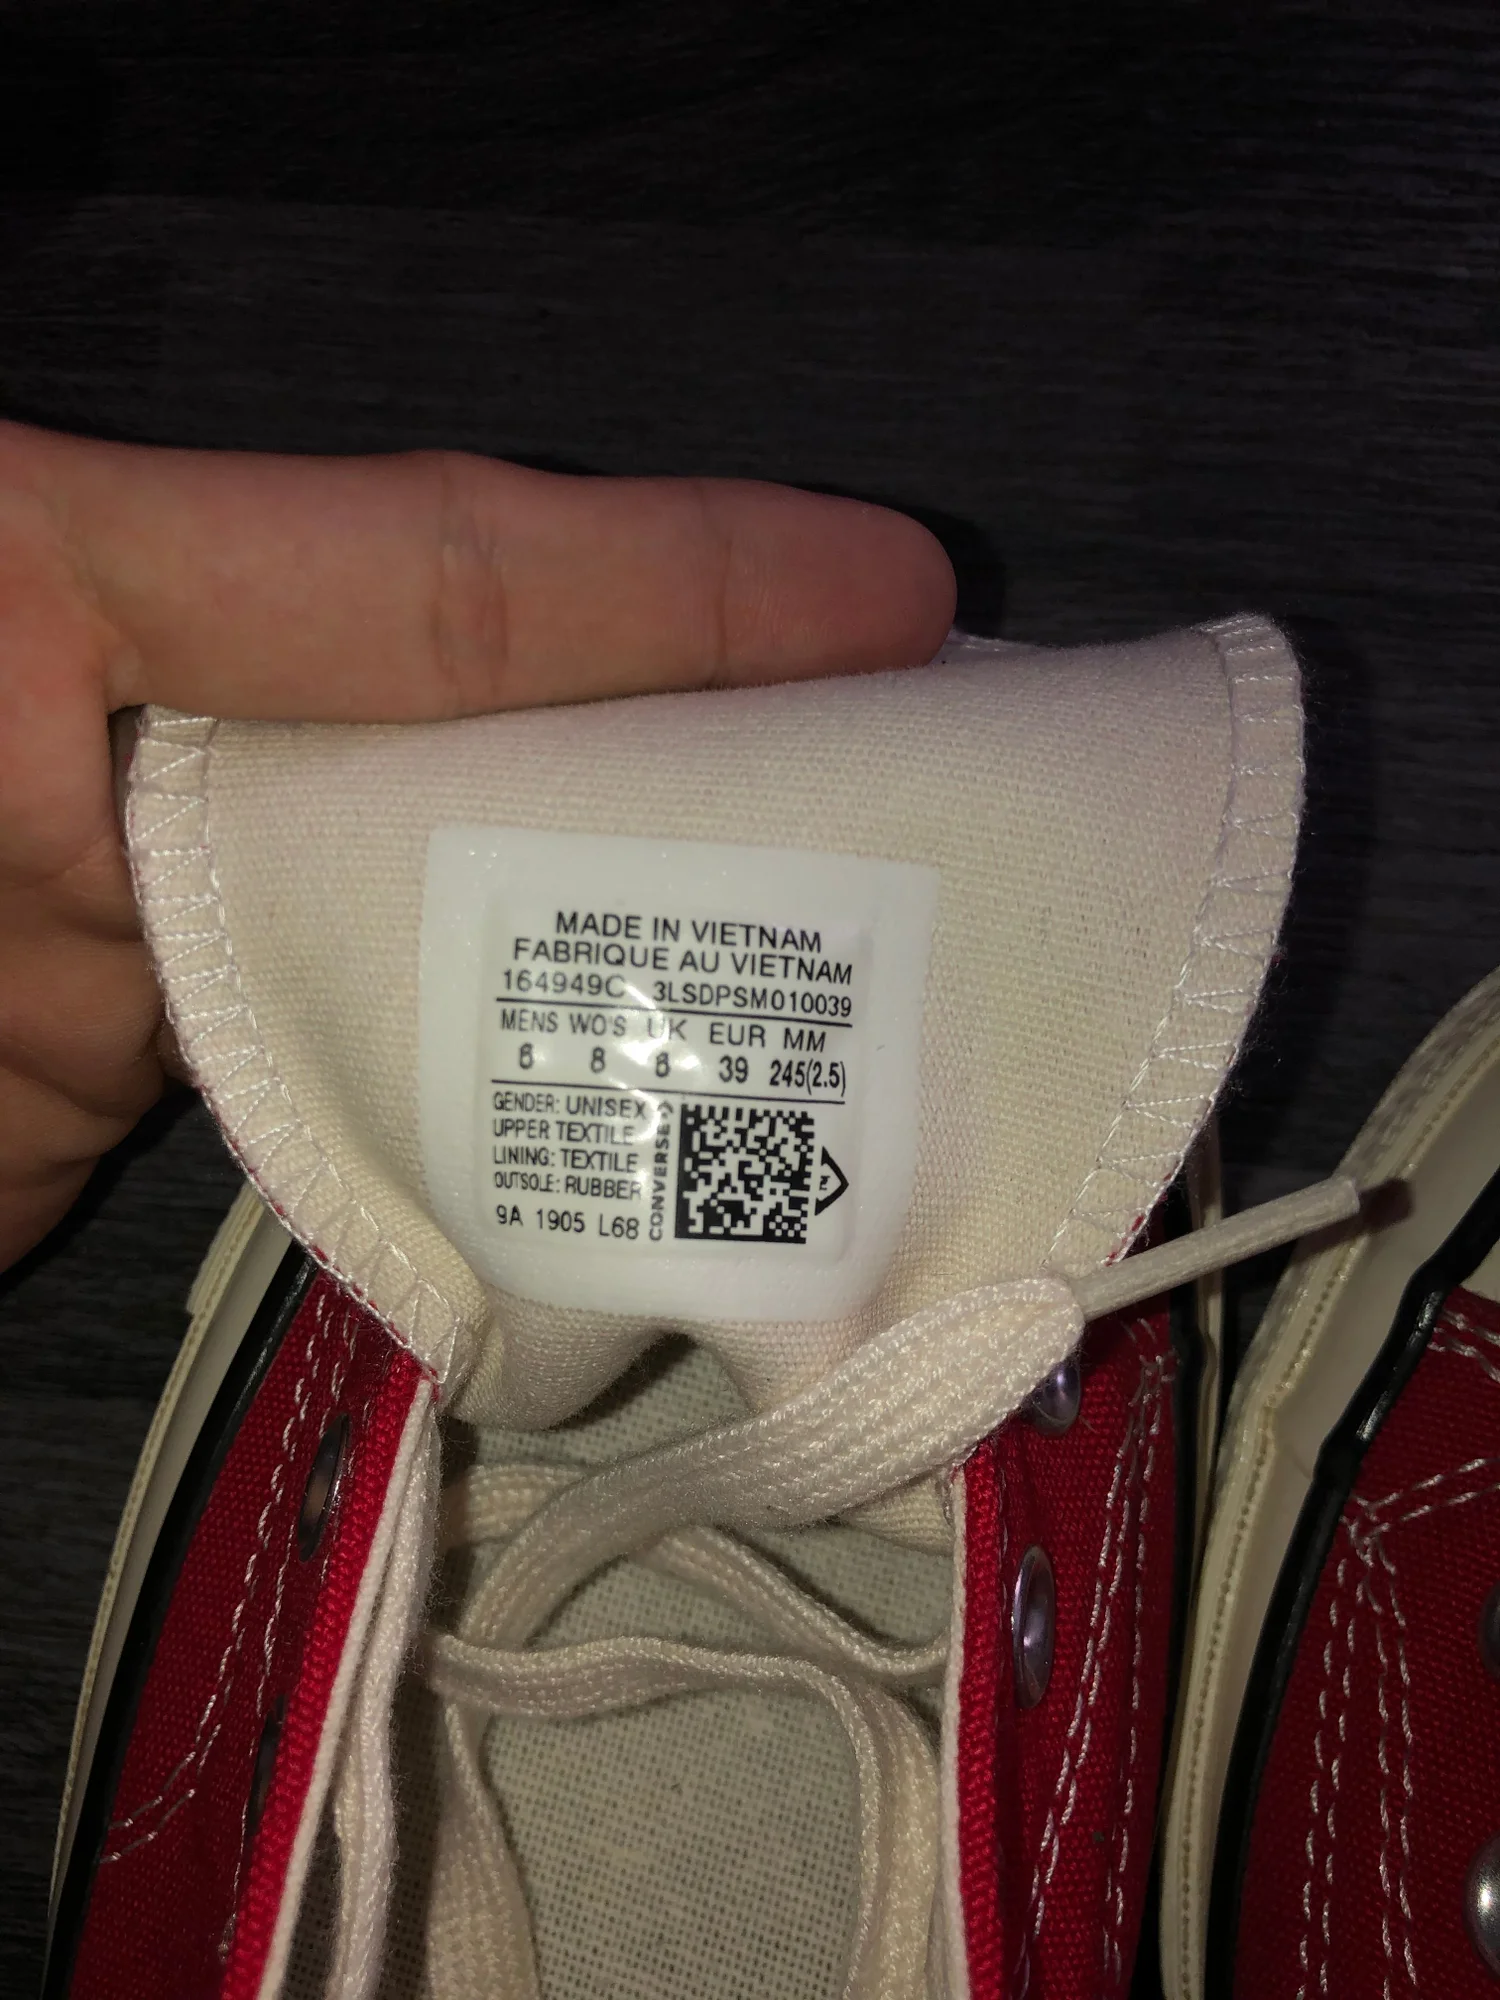 MADE IN VIETNAM
FABRIQUE AU VIETNAM
164949C 3LSDPSM010039
MENS WO'S UK EUR MM
6 8 6 39 245(2.5)
GENDER: UNISEX
UPPER TEXTILE
LINING: TEXTILE
OUTSOLE: RUBBER
9A 1905 L68
CONVERSE